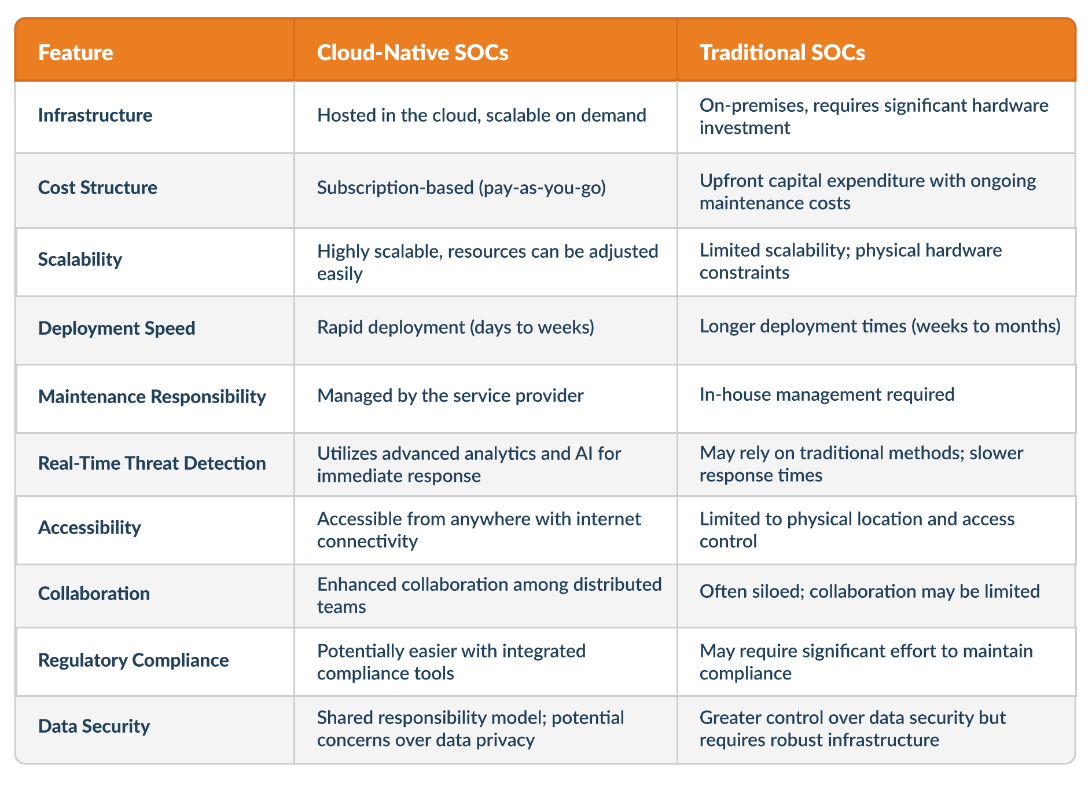 Feature
Cloud-Native SOCs
Traditional SOCs
Infrastructure
Hosted in the cloud, scalable on demand
On-premises, requires significant hardware
investment
Cost Structure
Subscription-based (pay-as-you-go)
Upfront capital expenditure with ongoing
maintenance costs
Scalability
Highly scalable, resources can be adjusted
easily
Limited scalability; physical hardware
constraints
Deployment Speed
Rapid deployment (days to weeks)
Longer deployment times (weeks to months)
Maintenance Responsibility
Managed by the service provider
In-house management required
Real-Time Threat Detection
Utilizes advanced analytics and AI for
immediate response
May rely on traditional methods; slower
response times
Accessibility
Accessible from anywhere with internet
connectivity
Limited to physical location and access
control
Collaboration
Enhanced collaboration among distributed
teams
Often siloed; collaboration may be limited
Regulatory Compliance
Potentially easier with integrated
compliance tools
May require significant effort to maintain
compliance
Data Security
Shared responsibility model; potential
concerns over data privacy
Greater control over data security but
requires robust infrastructure